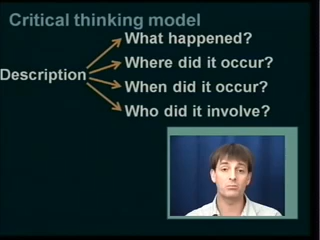 Critical thinking model
What happened?
Where did it occur?
Description
When did it occur?
Who did it involve?